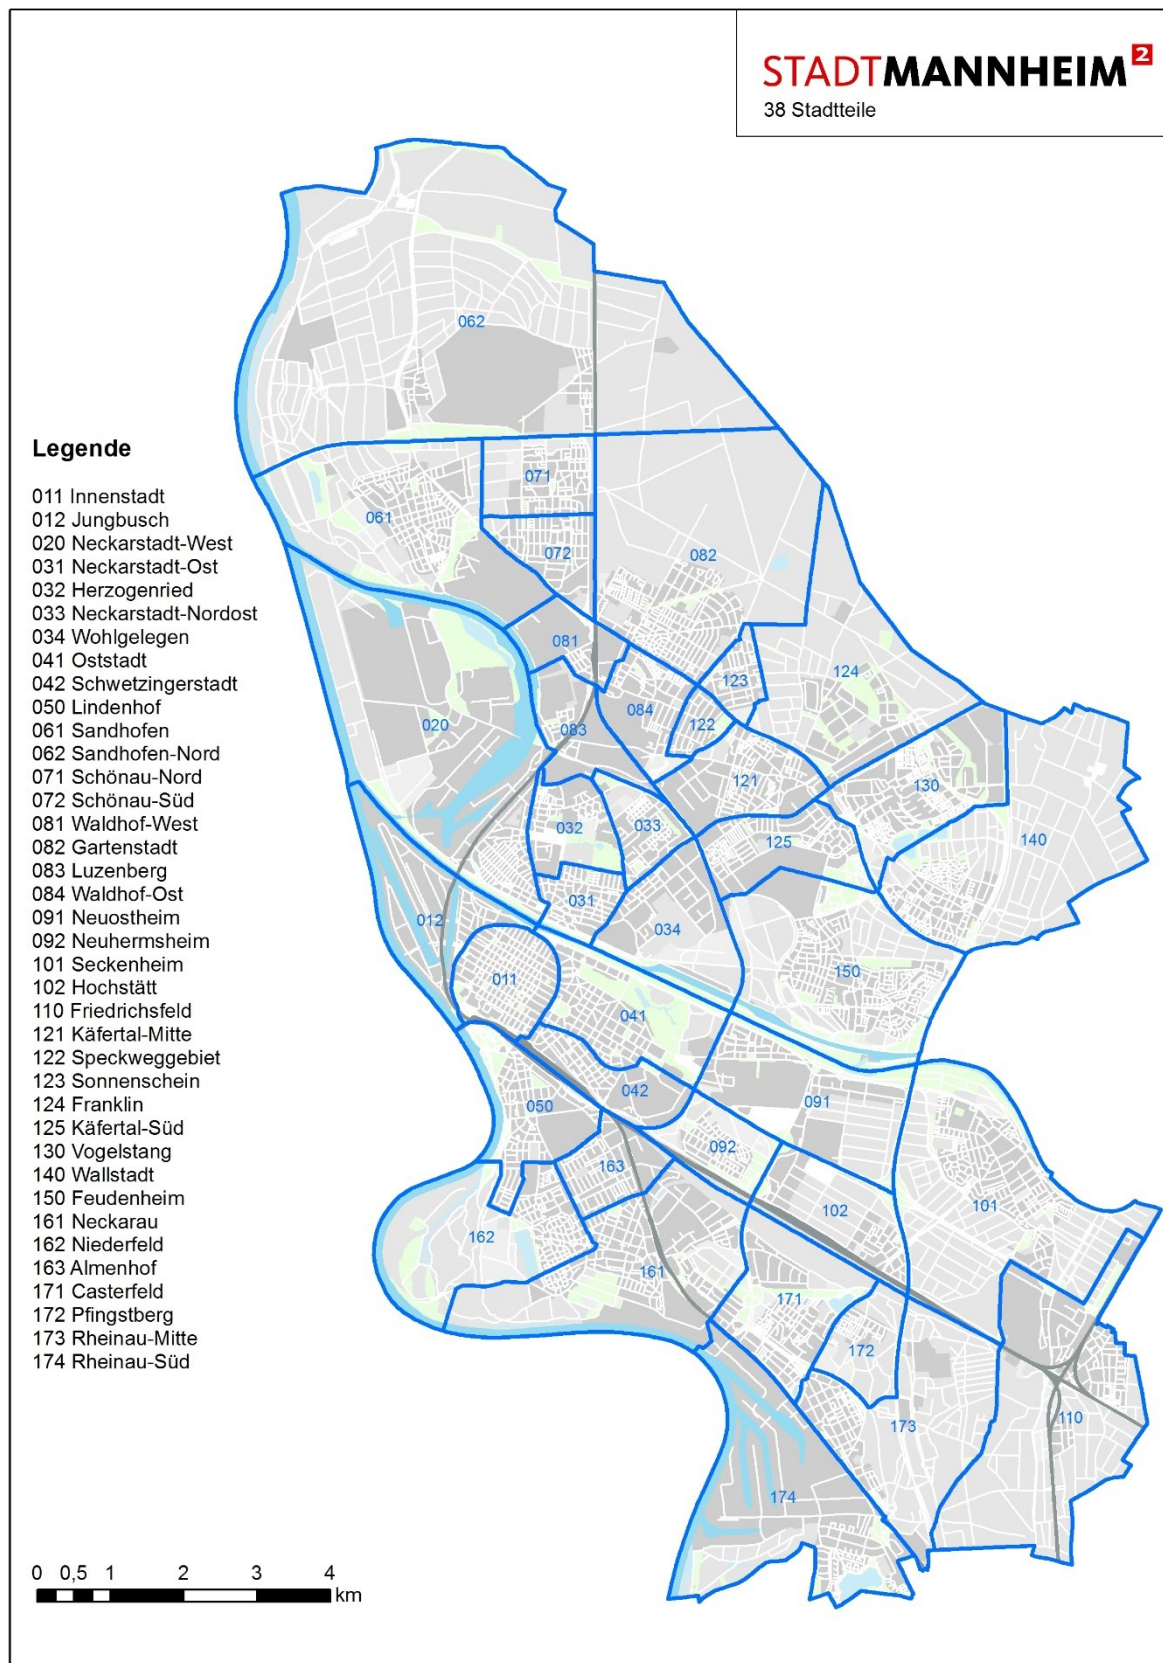 STADTMANNHEIM 2
38 Stadtteile
062
071
061
072
082
081
123
124
084
122
083
020
121
130
032
033
125
140
031
012
034
150
011
041
042
050
091
092
163
101
102
162
161
171
172
173
110
174
Legende
011 Innenstadt
012 Jungbusch
020 Neckarstadt-West
031 Neckarstadt-Ost
032 Herzogenried
033 Neckarstadt-Nordost
034 Wohlgelegen
041 Oststadt
042 Schwetzingerstadt
050 Lindenhof
061 Sandhofen
062 Sandhofen-Nord
071 Schönau-Nord
072 Schönau-Süd
081 Waldhof-West
082 Gartenstadt
083 Luzenberg
084 Waldhof-Ost
091 Neuostheim
092 Neuhermsheim
101 Seckenheim
102 Hochstätt
110 Friedrichsfeld
121 Käfertal-Mitte
122 Speckweggebiet
123 Sonnenschein
124 Franklin
125 Käfertal-Süd
130 Vogelstang
140 Wallstadt
150 Feudenheim
161 Neckarau
162 Niederfeld
163 Almenhof
171 Casterfeld
172 Pfingstberg
173 Rheinau-Mitte
174 Rheinau-Süd
0 0,5 1 2 3 4
km